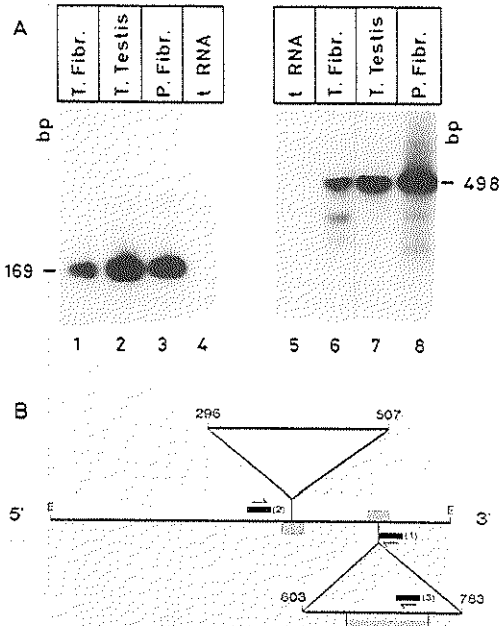 A
T. Fibr.
T. Testis
P. Fibr.
t RNA
t RNA
T. Fibr.
T. Testis
P. Fibr.
bp
bp
498
169
1 2 3 4
5 6 7 8
B
296
507
5'
E
(2)
E
3'
(1)
603
(3)
783